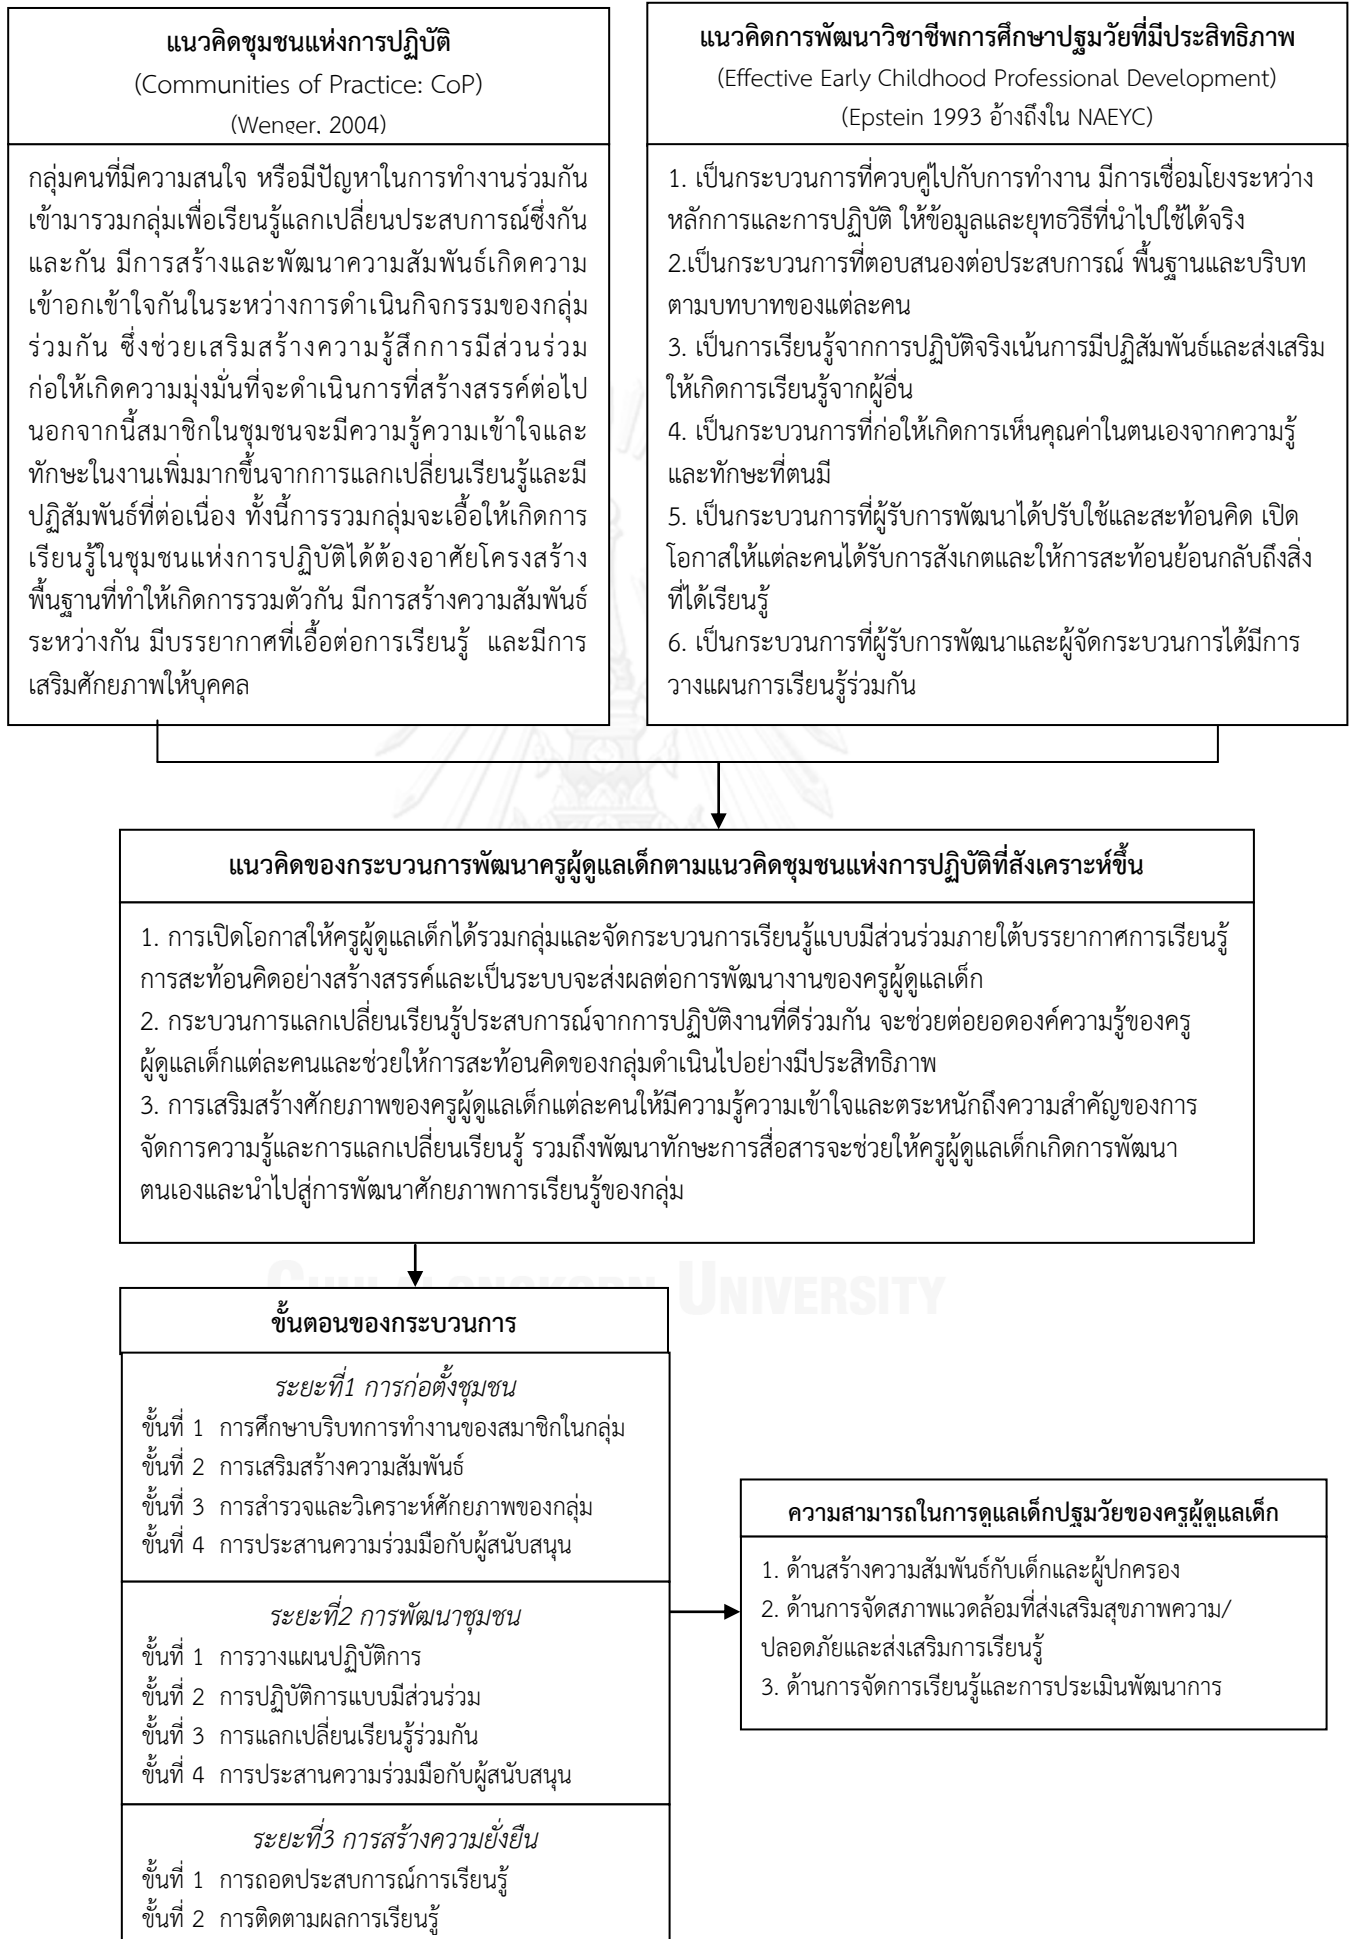 แนวคิดชุมชนแห่งการปฏิบัติ
(Communities of Practice: CoP)
(Wenger, 2004)
กลุ่มคนที่มีความสนใจ หรือมีปัญหาในการทำงานร่วมกัน
เข้ามารวมกลุ่มเพื่อเรียนรู้แลกเปลี่ยนประสบการณ์ซึ่งกัน
และกัน มีการสร้างและพัฒนาความสัมพันธ์เกิดความ
เข้าอกเข้าใจกันในระหว่างการดำเนินกิจกรรมของกลุ่ม
ร่วมกัน ซึ่งช่วยเสริมสร้างความรู้สึกการมีส่วนร่วม
ก่อให้เกิดความมุ่งมั่นที่จะดำเนินการที่สร้างสรรค์ต่อไป
นอกจากนี้สมาชิกในชุมชนจะมีความรู้ความเข้าใจและ
ทักษะในงานเพิ่มมากขึ้นจากการแลกเปลี่ยนเรียนรู้และมี
ปฏิสัมพันธ์ที่ต่อเนื่อง ทั้งนี้การรวมกลุ่มจะเอื้อให้เกิดการ
เรียนรู้ในชุมชนแห่งการปฏิบัติได้ต้องอาศัยโครงสร้าง
พื้นฐานที่ทำให้เกิดการรวมตัวกัน มีการสร้างความสัมพันธ์
ระหว่างกัน มีบรรยากาศที่เอื้อต่อการเรียนรู้ และมีการ
เสริมศักยภาพให้บุคคล
แนวคิดการพัฒนาวิชาชีพการศึกษาปฐมวัยที่มีประสิทธิภาพ
(Effective Early Childhood Professional Development)
(Epstein 1993 อ้างถึงใน NAEYC)
1. เป็นกระบวนการที่ควบคู่ไปกับการทำงาน มีการเชื่อมโยงระหว่าง
หลักการและการปฏิบัติ ให้ข้อมูลและยุทธวิธีที่นำไปใช้ได้จริง
2.เป็นกระบวนการที่ตอบสนองต่อประสบการณ์ พื้นฐานและบริบท
ตามบทบาทของแต่ละคน
3. เป็นการเรียนรู้จากการปฏิบัติจริงเน้นการมีปฏิสัมพันธ์และส่งเสริม
ให้เกิดการเรียนรู้จากผู้อื่น
4. เป็นกระบวนการที่ก่อให้เกิดการเห็นคุณค่าในตนเองจากความรู้
และทักษะที่ตนมี
5. เป็นกระบวนการที่ผู้รับการพัฒนาได้ปรับใช้และสะท้อนคิด เปิด
โอกาสให้แต่ละคนได้รับการสังเกตและให้การสะท้อนย้อนกลับถึงสิ่ง
ที่ได้เรียนรู้
6. เป็นกระบวนการที่ผู้รับการพัฒนาและผู้จัดกระบวนการได้มีการ
วางแผนการเรียนรู้ร่วมกัน
แนวคิดของกระบวนการพัฒนาครูผู้ดูแลเด็กตามแนวคิดชุมชนแห่งการปฏิบัติที่สังเคราะห์ขึ้น
1. การเปิดโอกาสให้ครูผู้ดูแลเด็กได้รวมกลุ่มและจัดกระบวนการเรียนรู้แบบมีส่วนร่วมภายใต้บรรยากาศการเรียนรู้
การสะท้อนคิดอย่างสร้างสรรค์และเป็นระบบจะส่งผลต่อการพัฒนางานของครูผู้ดูแลเด็ก
2. กระบวนการแลกเปลี่ยนเรียนรู้ประสบการณ์จากการปฏิบัติงานที่ดีร่วมกัน จะช่วยต่อยอดองค์ความรู้ของครู
ผู้ดูแลเด็กแต่ละคนและช่วยให้การสะท้อนคิดของกลุ่มดำเนินไปอย่างมีประสิทธิภาพ
3. การเสริมสร้างศักยภาพของครูผู้ดูแลเด็กแต่ละคนให้มีความรู้ความเข้าใจและตระหนักถึงความสำคัญของการ
จัดการความรู้และการแลกเปลี่ยนเรียนรู้ รวมถึงพัฒนาทักษะการสื่อสารจะช่วยให้ครูผู้ดูแลเด็กเกิดการพัฒนา
ตนเองและนำไปสู่การพัฒนาศักยภาพการเรียนรู้ของกลุ่ม
UNIVERSITY
ขั้นตอนของกระบวนการ
ระยะที่1 การก่อตั้งชุมชน
ขั้นที่ 1 การศึกษาบริบทการทำงานของสมาชิกในกลุ่ม
ขั้นที่ 2 การเสริมสร้างความสัมพันธ์
ขั้นที่ 3 การสำรวจและวิเคราะห์ศักยภาพของกลุ่ม
ขั้นที่ 4 การประสานความร่วมมือกับผู้สนับสนุน
ระยะที่2 การพัฒนาชุมชน
ขั้นที่ 1 การวางแผนปฏิบัติการ
ขั้นที่ 2 การปฏิบัติการแบบมีส่วนร่วม
ขั้นที่ 3 การแลกเปลี่ยนเรียนรู้ร่วมกัน
ขั้นที่ 4 การประสานความร่วมมือกับผู้สนับสนุน
ระยะที่3 การสร้างความยั่งยืน
ขั้นที่ 1 การถอดประสบการณ์การเรียนรู้
ขั้นที่ 2 การติดตามผลการเรียนรู้
ความสามารถในการดูแลเด็กปฐมวัยของครูผู้ดูแลเด็ก
1. ด้านสร้างความสัมพันธ์กับเด็กและผู้ปกครอง
2. ด้านการจัดสภาพแวดล้อมที่ส่งเสริมสุขภาพความ/
ปลอดภัยและส่งเสริมการเรียนรู้
3. ด้านการจัดการเรียนรู้และการประเมินพัฒนาการ